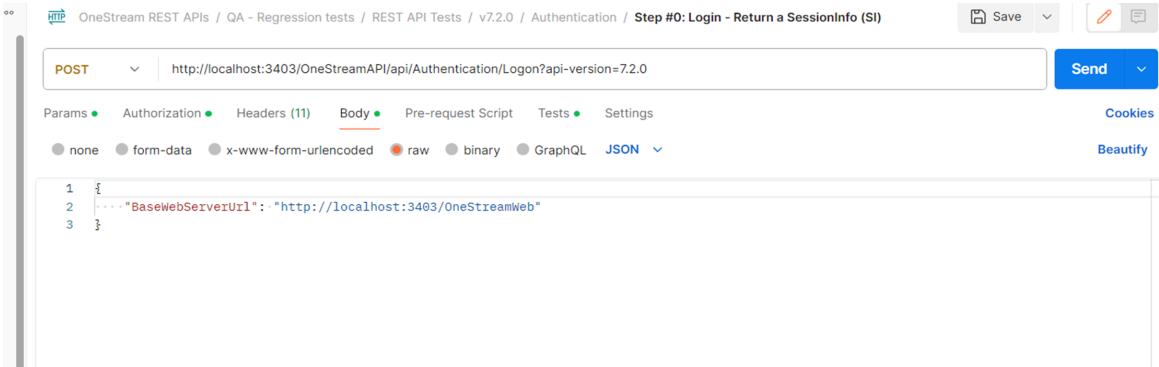 HTTP OneStream REST APIs / QA - Regression tests / REST API Tests / v7.2.0 / Authentication / Step #0: Login - Return a SessionInfo (SI) Save
POST http://localhost:3403/OneStreamAPI/api/Authentication/Logon?api-version=7.2.0 Send
Params Authorization Headers (11) Body Pre-request Script Tests Settings Cookies
none form-data x-www-form-urlencoded raw binary GraphQL JSON Beautify
1 {
2 "BaseWebServerUrl": "http://localhost:3403/OneStreamWeb"
3 }